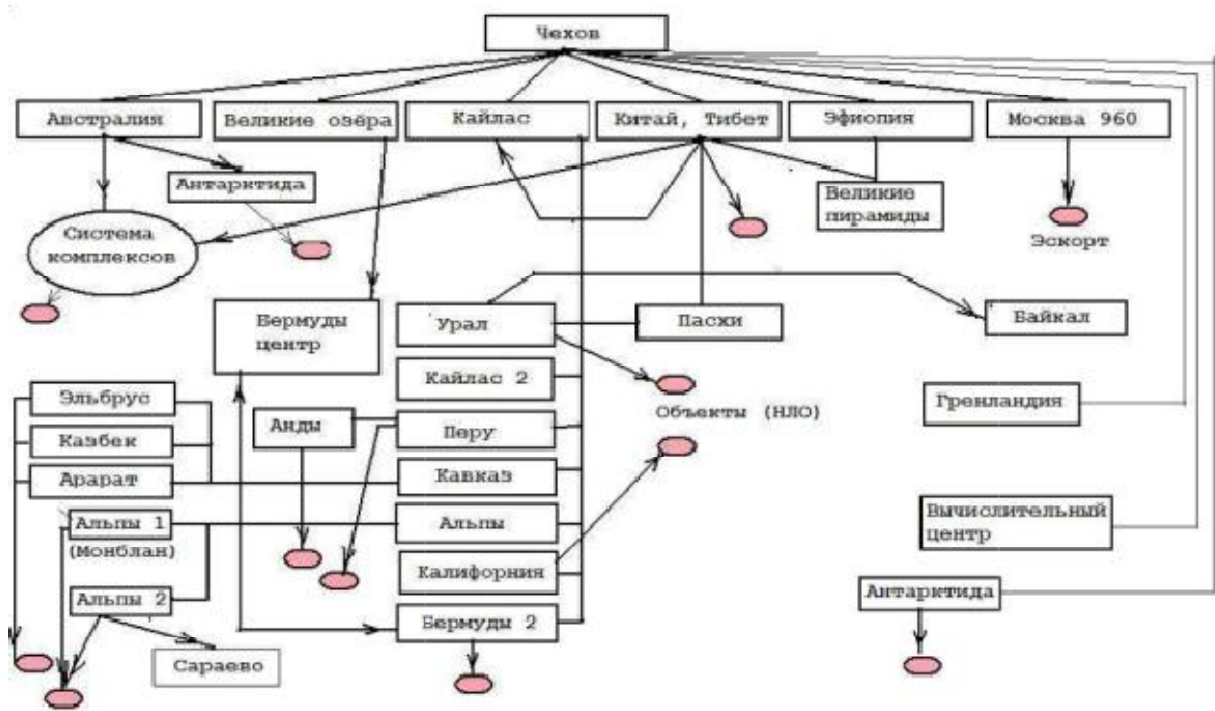 Чехов
Австралия
Великие озёра
Кайлас
Китай, Тибет
Эфиопия
Москва 960
Антарктида
Великие
пирамиды
Система
комплексов
Эскорт
Бермуды
центр
Урал
Пасхи
Байкал
Кайлас 2
Эльбрус
Объекты (НЛО)
Гренландия
Анды
Перу
Казбек
Арарат
Кавказ
Альпы 1
(Монблан)
Альпы
Вычислительный
центр
Калифорния
Антарктида
Альпы 2
Бермуды 2
Сараево